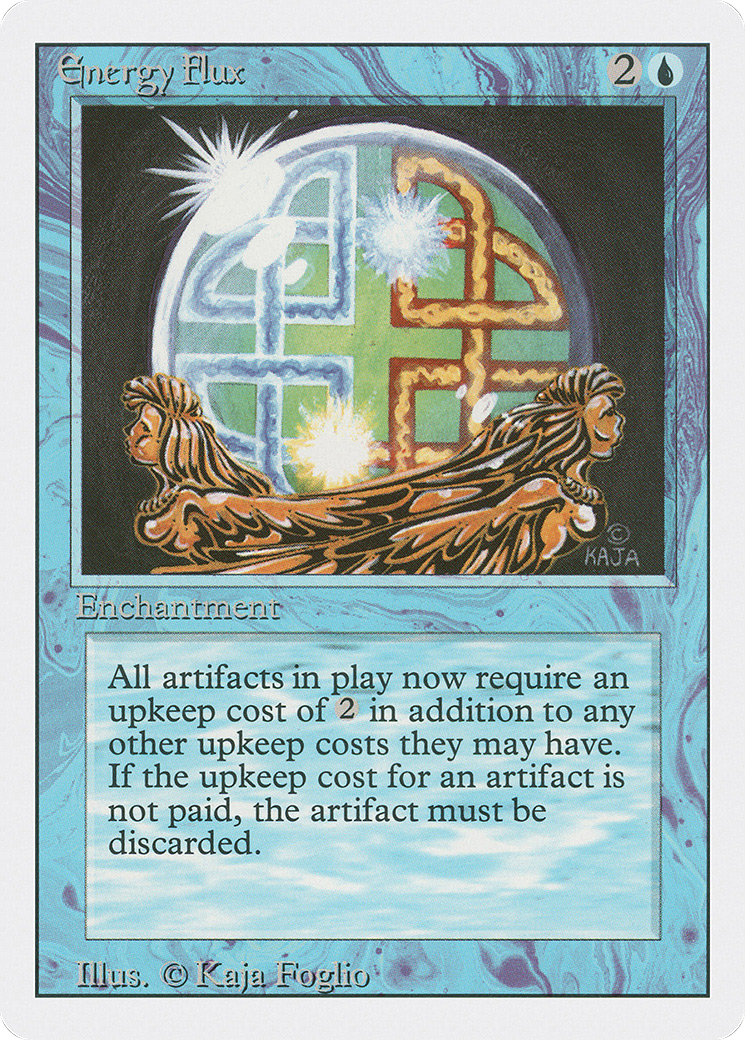 Energy Flux 2
© KAJA
Enchantment
All artifacts in play now require an
upkeep cost of 2 in addition to any
other upkeep costs they may have.
If the upkeep cost for an artifact is
not paid, the artifact must be
discarded.
Illus. © Kaja Foglio